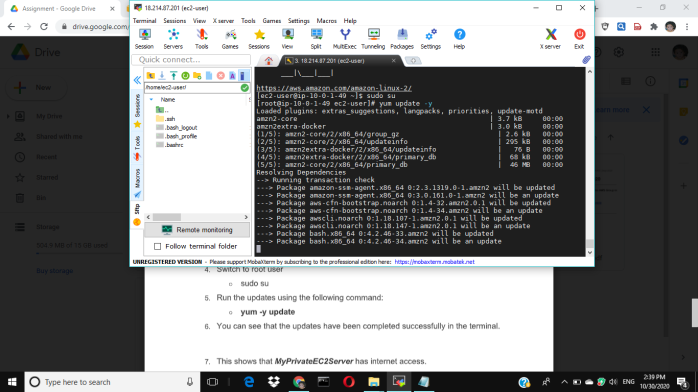 Assignment - Google Drive
drive.google.com
Drive
My Drive
Shared with me
Recent
Starred
Bin
Storage
Buy storage
18.214.87.201 (ec2-user)
Terminal Sessions View X server Tools Games Settings Macros Help
Session Servers Tools Games Sessions View Split MultiExec Tunneling Packages Settings Help X server Exit
Quick connect...
3. 18.214.87.201 (ec2-user)
/home/ec2-user/
Name
..
.ssh
.bash_logout
.bash_profile
.bashrc
Sessions
Tools
Macros
Sftp
Remote monitoring
Follow terminal folder
___|\___|___|
https://aws.amazon.com/amazon-linux-2/
[ec2-user@ip-10-0-1-49 ~]$ sudo su
[root@ip-10-0-1-49 ec2-user]# yum update -y
Loaded plugins: extras_suggestions, langpacks, priorities, update-motd
amzn2-core | 3.7 kB 00:00
amzn2extra-docker | 3.0 kB 00:00
(1/5): amzn2-core/2/x86_64/group_gz | 2.6 kB 00:00
(2/5): amzn2-core/2/x86_64/updateinfo | 295 kB 00:00
(3/5): amzn2extra-docker/2/x86_64/updateinfo | 76 B 00:00
(4/5): amzn2extra-docker/2/x86_64/primary_db | 68 kB 00:00
(5/5): amzn2-core/2/x86_64/primary_db | 46 MB 00:00
Resolving Dependencies
--> Running transaction check
---> Package amazon-ssm-agent.x86_64 0:2.3.1319.0-1.amzn2 will be updated
---> Package amazon-ssm-agent.x86_64 0:3.0.161.0-1.amzn2 will be an update
---> Package aws-cfn-bootstrap.noarch 0:1.4-32.amzn2.0.1 will be updated
---> Package aws-cfn-bootstrap.noarch 0:1.4-34.amzn2.0.1 will be an update
---> Package awscli.noarch 0:1.18.107-1.amzn2.0.1 will be updated
---> Package awscli.noarch 0:1.18.147-1.amzn2.0.1 will be an update
---> Package bash.x86_64 0:4.2.46-33.amzn2 will be updated
---> Package bash.x86_64 0:4.2.46-34.amzn2 will be an update
UNREGISTERED VERSION - Please support MobaXterm by subscribing to the professional edition here: https://mobaxterm.mobatek.net
4. Switch to root user
sudo su
5. Run the updates using the following command:
yum -y update
6. You can see that the updates have been completed successfully in the terminal.
7. This shows that MyPrivateEC2Server has internet access.
Type here to search
ENG
2:39 PM
10/30/2020